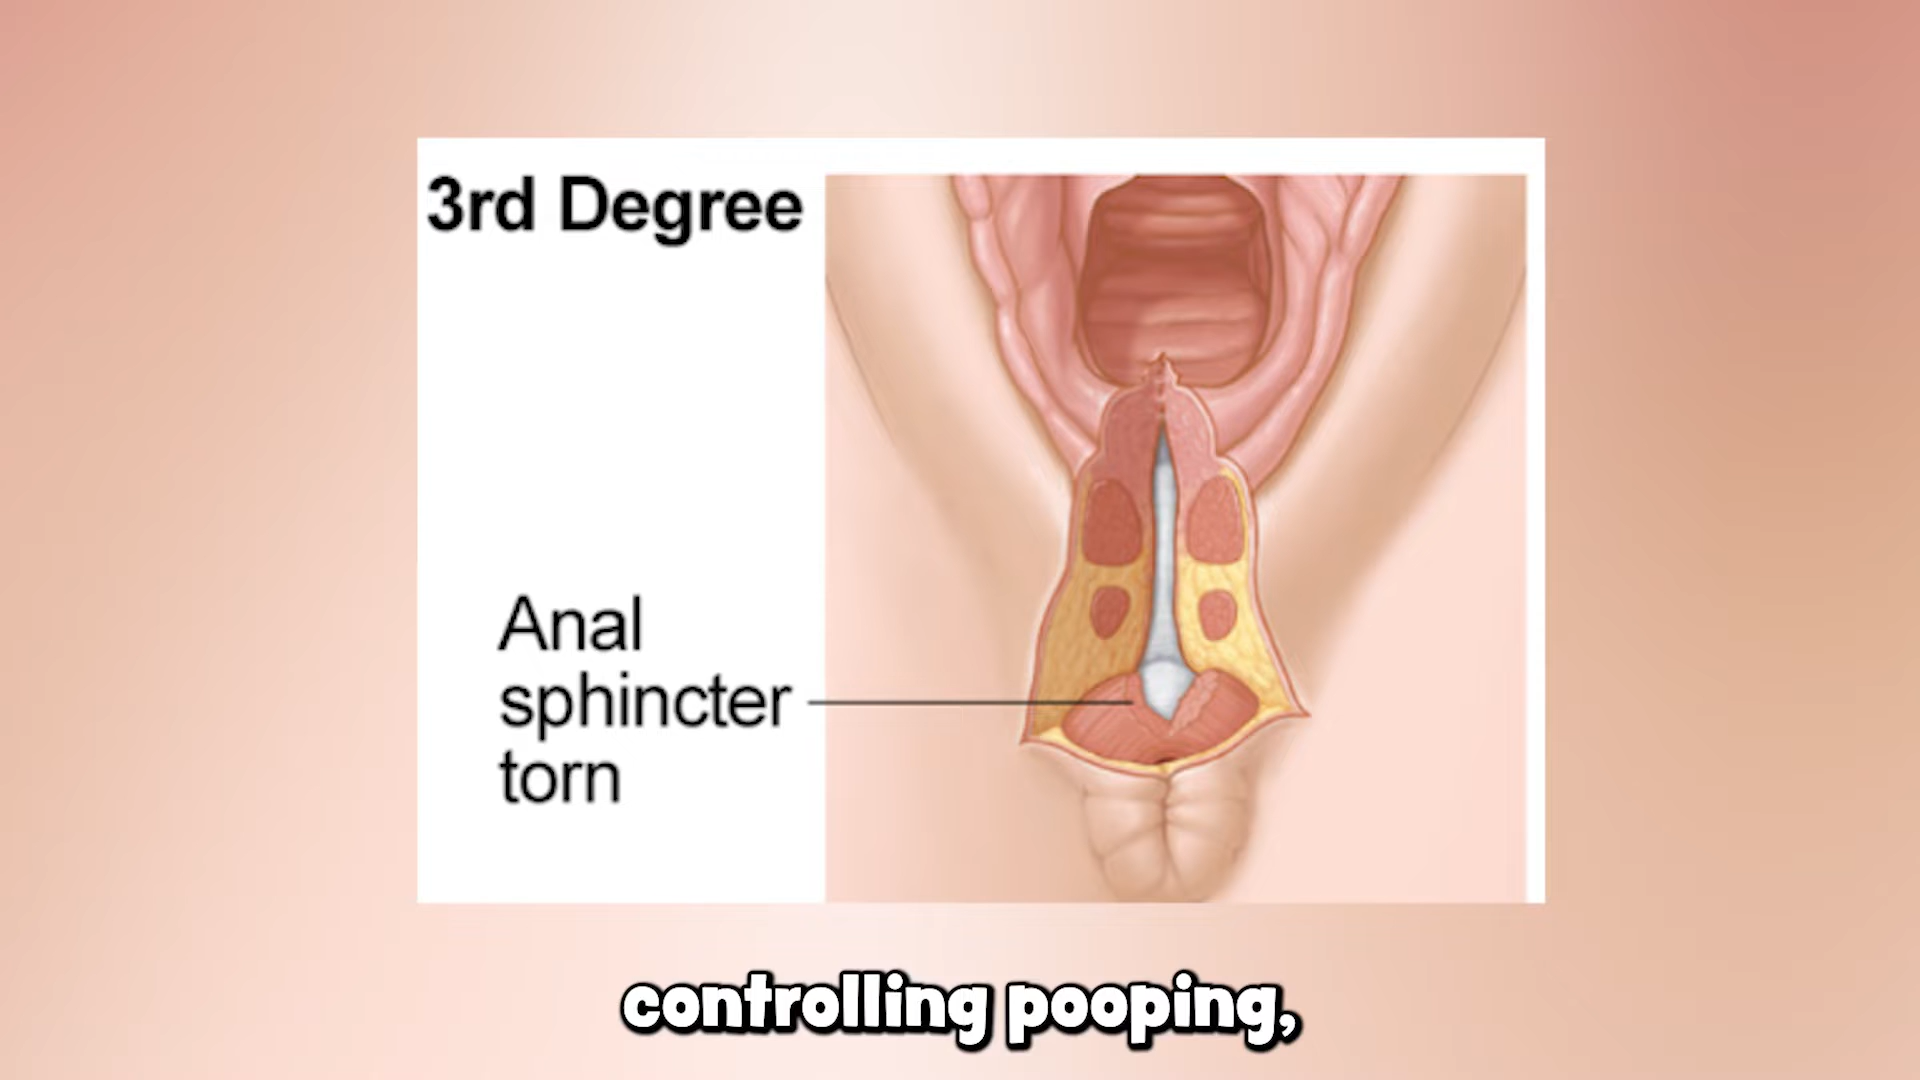 3rd Degree
Anal
sphincter
torn
controlling pooping,